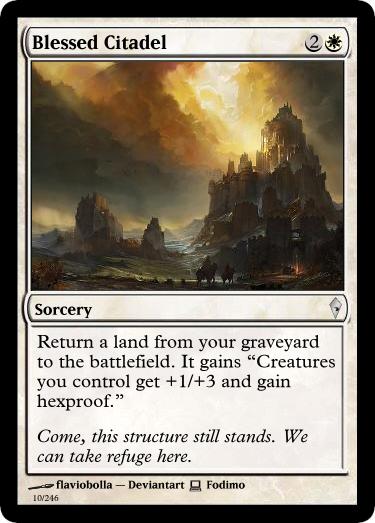 Blessed Citadel 2
Sorcery
Return a land from your graveyard
to the battlefield. It gains “Creatures
you control get +1/+3 and gain
hexproof.”
Come, this structure still stands. We
can take refuge here.
flaviobolla — Deviantart Fodimo
10/246